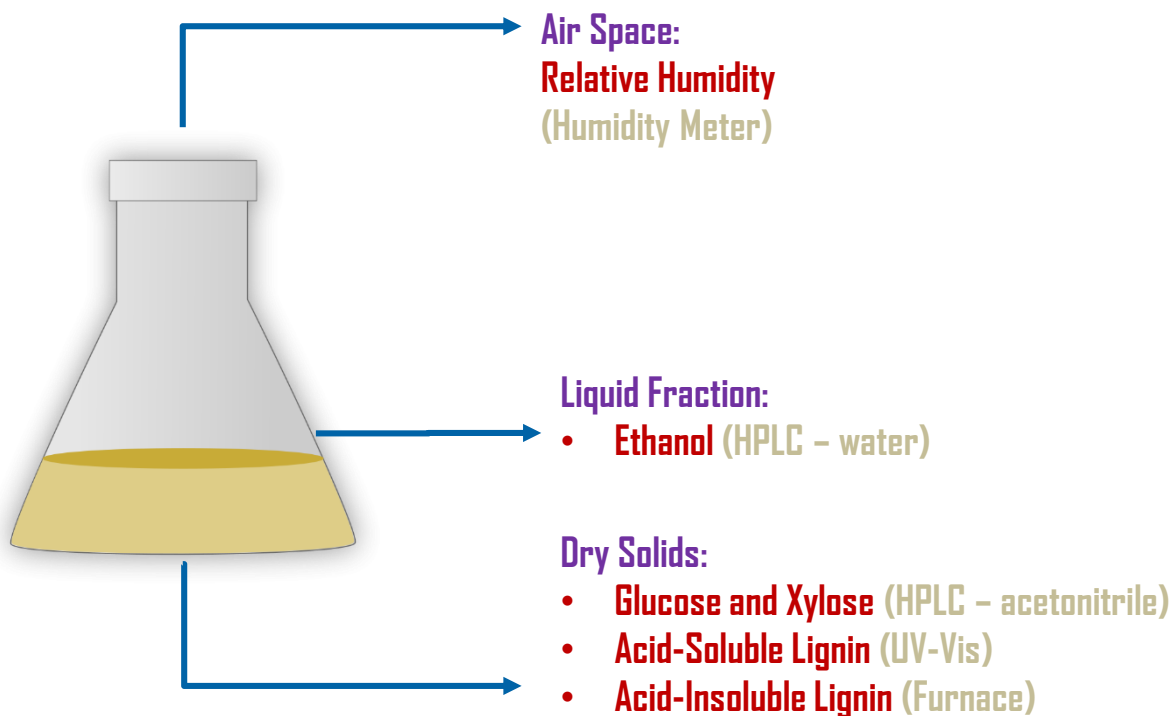 Air Space:
Relative Humidity
(Humidity Meter)
Liquid Fraction:
• Ethanol (HPLC – water)
Dry Solids:
• Glucose and Xylose (HPLC – acetonitrile)
• Acid-Soluble Lignin (UV-Vis)
• Acid-Insoluble Lignin (Furnace)